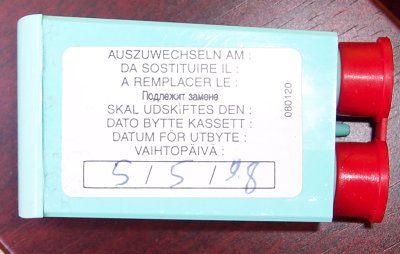 AUSZUWECHSELN AM :
DA SOSTITUIRE IL :
A REMPLACER LE :
Подлежит замене
SKAL UDSKIFTES DEN :
DATO BYTTE KASSETT :
DATUM FÖR UTBYTE :
VAIHTOPÄIVÄ :
5 / 5 / 98
080120